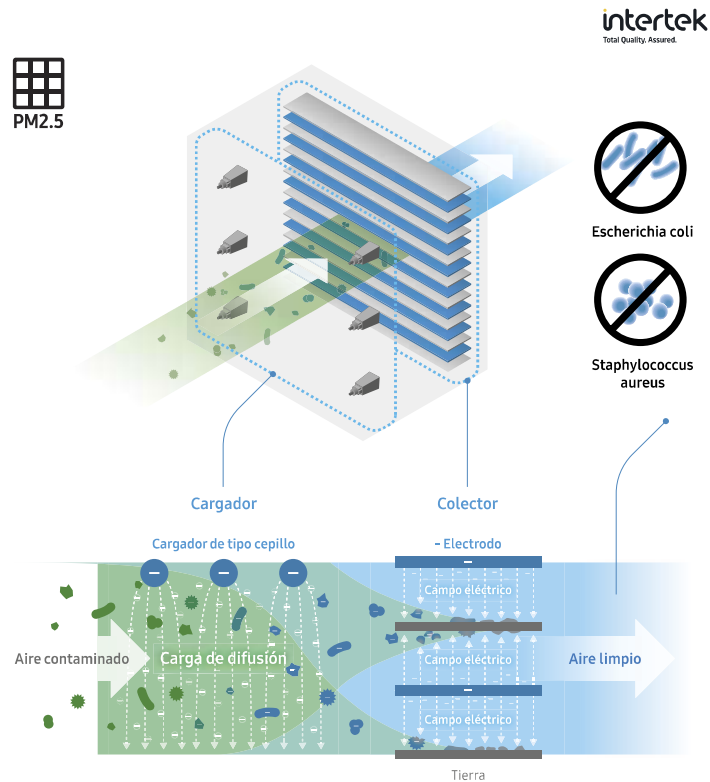 intertek
Total Quality. Assured.
PM2.5
Escherichia coli
Staphylococcus
aureus
Cargador
Colector
Cargador de tipo cepillo
- Electrodo
Campo eléctrico
Aire contaminado
Carga de difusión
Campo eléctrico
Aire limpio
Campo eléctrico
Tierra